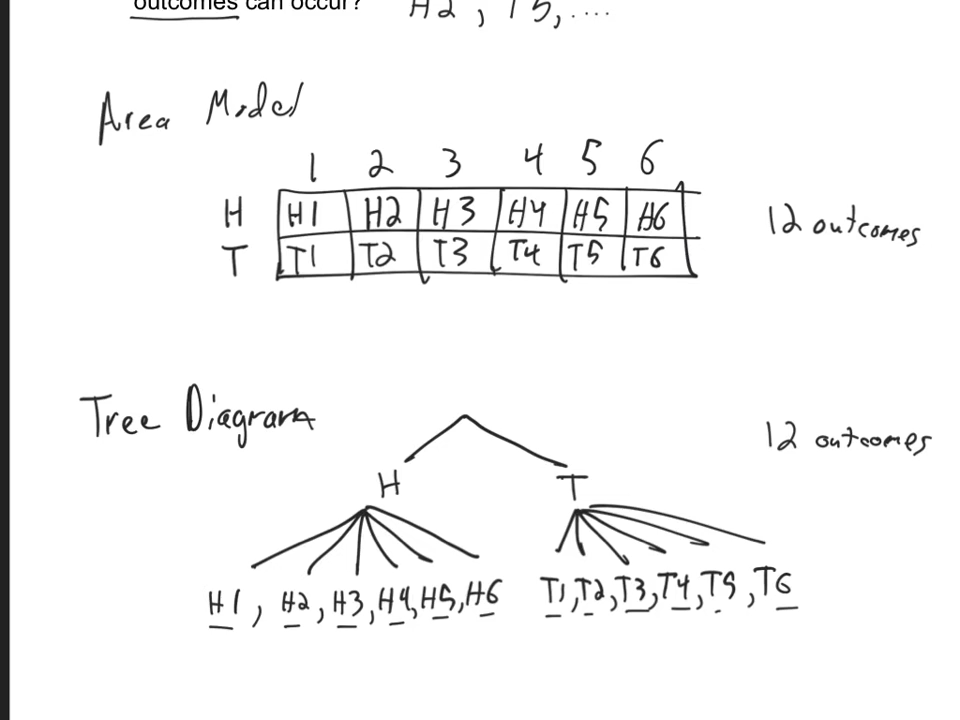 outcomes can occur? H2, T5, ....
Area Model
1 2 3 4 5 6
H H1 H2 H3 H4 H5 H6 12 outcomes
T T1 T2 T3 T4 T5 T6
Tree Diagram
12 outcomes
H T
H1, H2, H3, H4, H5, H6 T1, T2, T3, T4, T5, T6